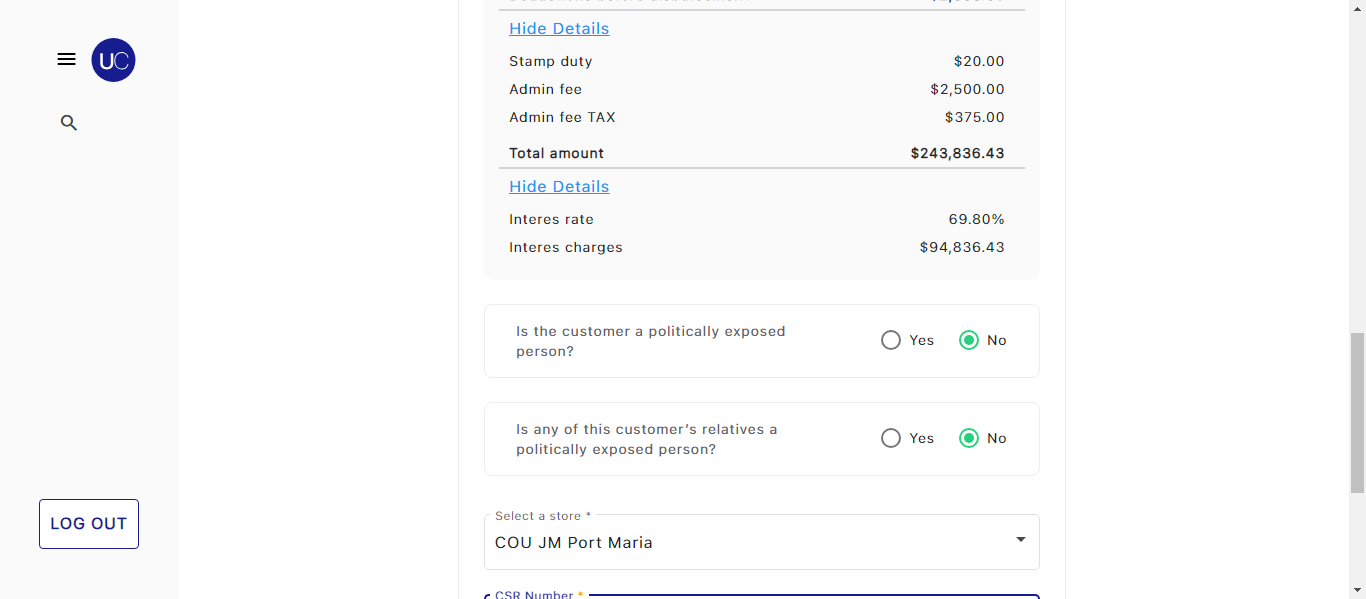 UC
Hide Details
Stamp duty $20.00
Admin fee $2,500.00
Admin fee TAX $375.00
Total amount $243,836.43
Hide Details
Interes rate 69.80%
Interes charges $94,836.43
Is the customer a politically exposed
person?
Yes No
Is any of this customer's relatives a
politically exposed person?
Yes No
LOG OUT
Select a store *
COU JM Port Maria
CSR Number *